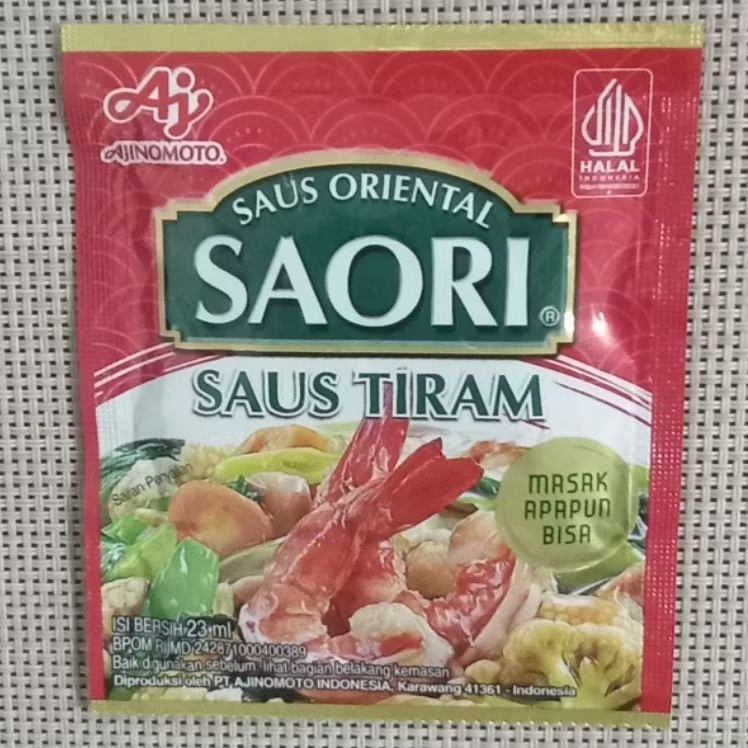 Aj
AJINOMOTO®
HALAL
INDONESIA
SAUS ORIENTAL
SAORI®
SAUS TIRAM
Saran Penyajian
MASAK
APAPUN
BISA
ISI BERSIH 23 ml
BPOM RI MD 242871000400389
Baik digunakan sebelum, lihat bagian belakang kemasan
Diproduksi oleh PT AJINOMOTO INDONESIA, Karawang 41361 - Indonesia